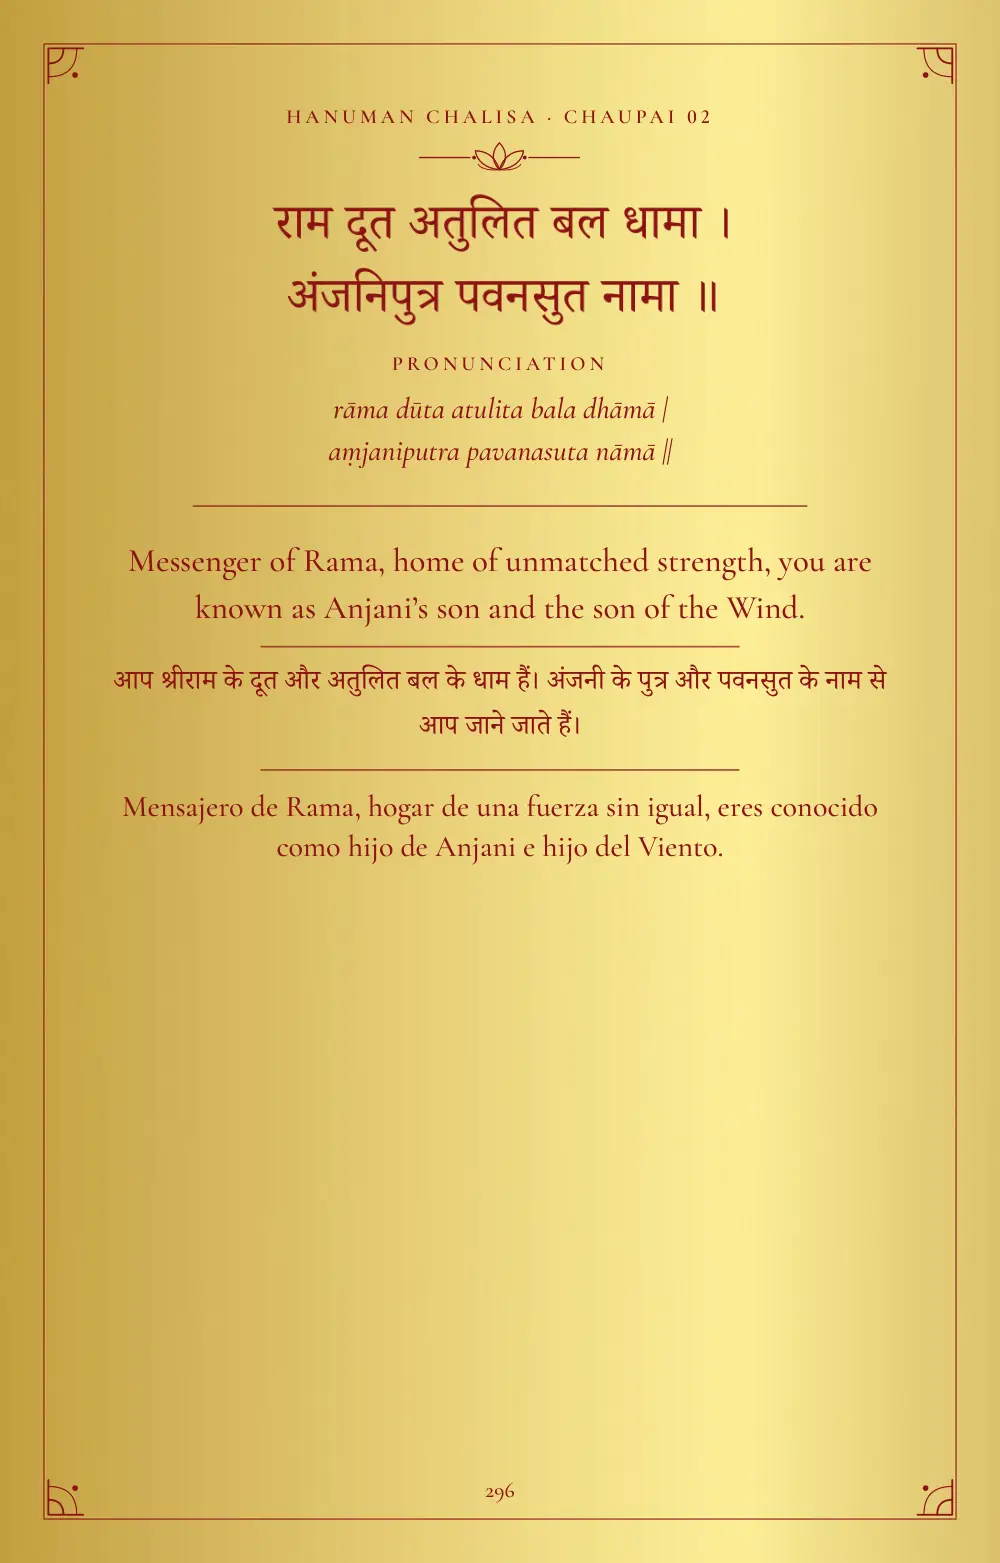 HANUMAN CHALISA · CHAUPAI 02
राम दूत अतुलित बल धामा ।
अंजनिपुत्र पवनसुत नामा ॥
PRONUNCIATION
rāma dūta atulita bala dhāmā |
aṃjaniputra pavanasuta nāmā ||
Messenger of Rama, home of unmatched strength, you are
known as Anjani’s son and the son of the Wind.
आप श्रीराम के दूत और अतुलित बल के धाम हैं। अंजनी के पुत्र और पवनसुत के नाम से
आप जाने जाते हैं।
Mensajero de Rama, hogar de una fuerza sin igual, eres conocido
como hijo de Anjani e hijo del Viento.
296